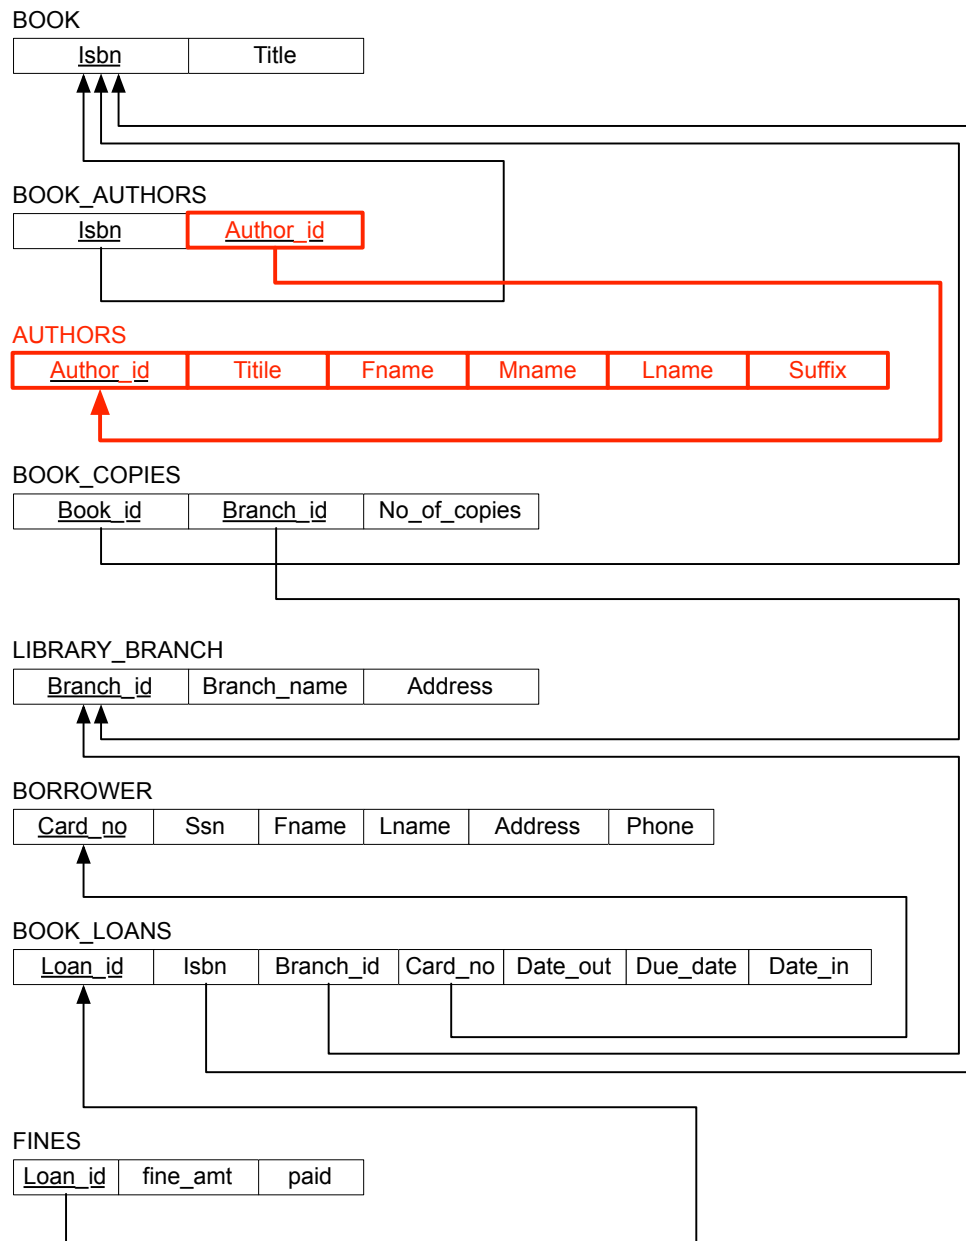 BOOK
Isbn Title
BOOK_AUTHORS
Isbn Author_id
AUTHORS
Author_id Titile Fname Mname Lname Suffix
BOOK_COPIES
Book_id Branch_id No_of_copies
LIBRARY_BRANCH
Branch_id Branch_name Address
BORROWER
Card_no Ssn Fname Lname Address Phone
BOOK_LOANS
Loan_id Isbn Branch_id Card_no Date_out Due_date Date_in
FINES
Loan_id fine_amt paid